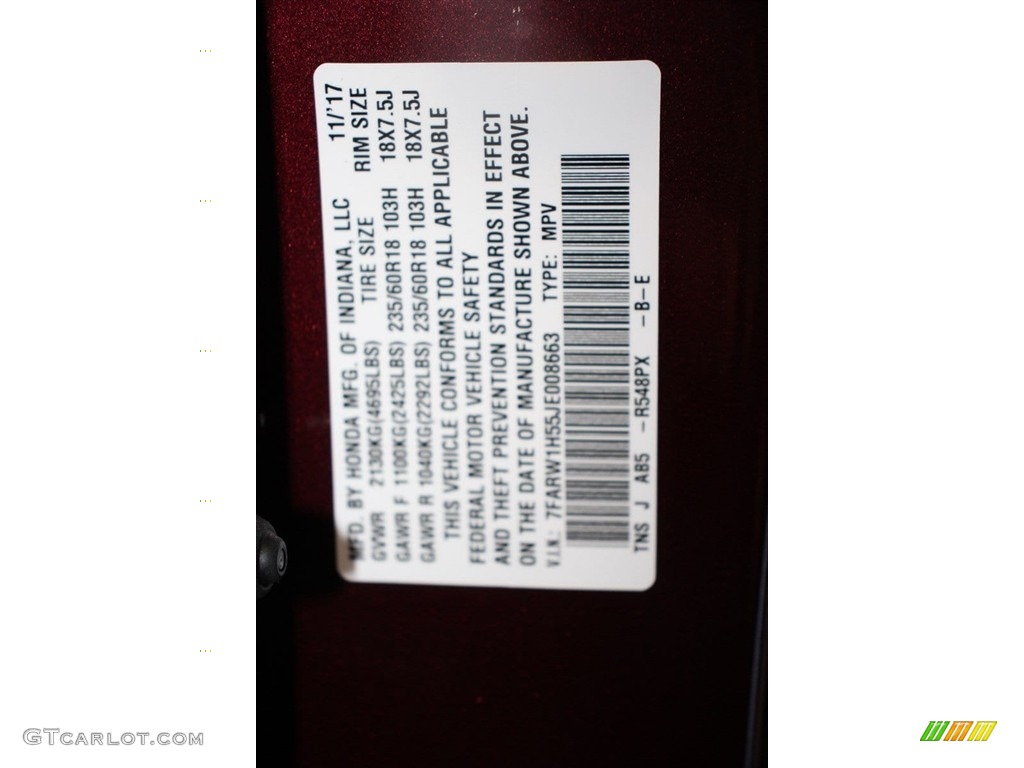 MFD. BY HONDA MFG. OF INDIANA, LLC 11/'17
GVWR 2130KG(4695LBS) TIRE SIZE RIM SIZE
GAWR F 1100KG(2425LBS) 235/60R18 103H 18X7.5J
GAWR R 1040KG(2292LBS) 235/60R18 103H 18X7.5J
THIS VEHICLE CONFORMS TO ALL APPLICABLE
FEDERAL MOTOR VEHICLE SAFETY
AND THEFT PREVENTION STANDARDS IN EFFECT
ON THE DATE OF MANUFACTURE SHOWN ABOVE.
V.I.N.: 7FARW1H55JE008663 TYPE: MPV
TNS J AB5 -R548PX -B-E
GTCARLOT.COM